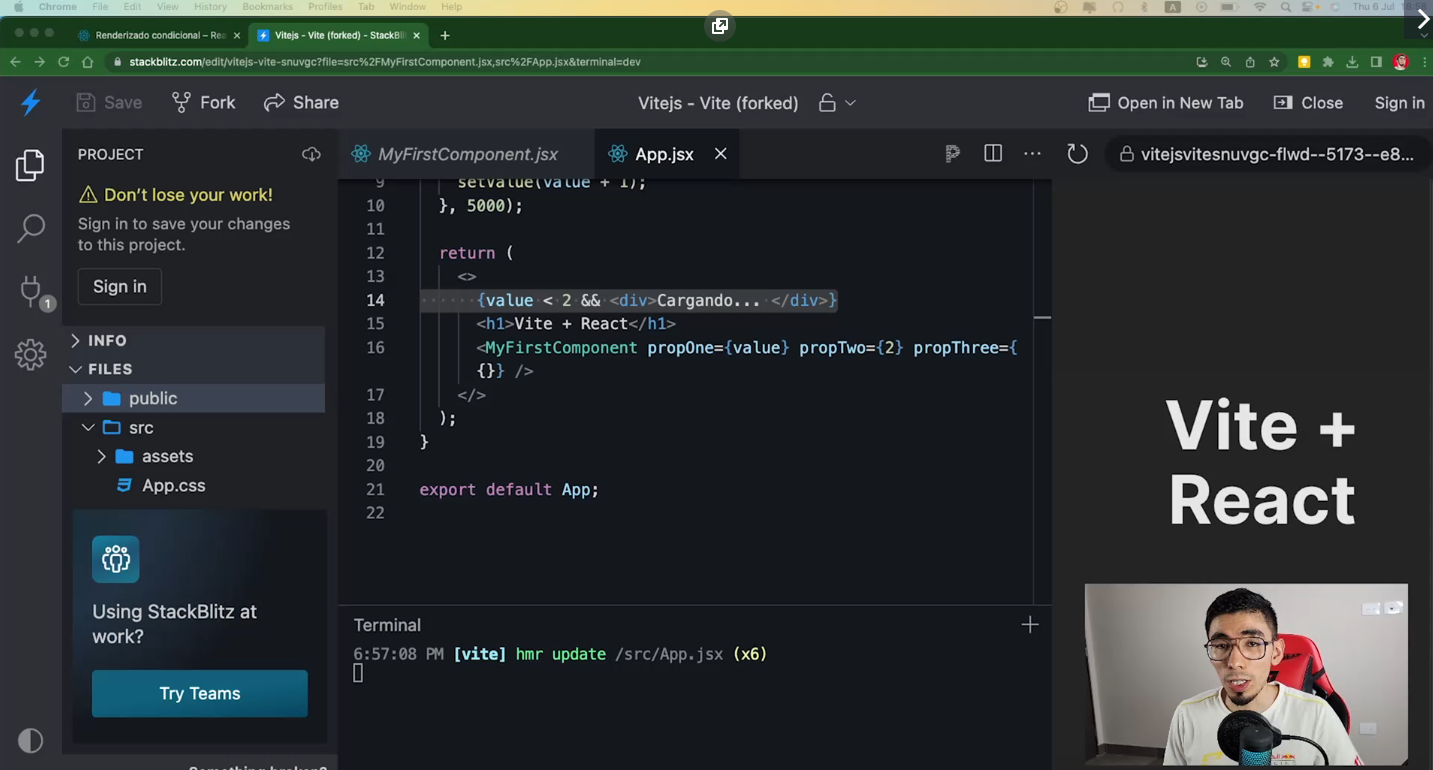 Chrome File Edit View History Bookmarks Profiles Tab Window Help Thu 6 Jul
Renderizado condicional – Rea × Vitejs - Vite (forked) - StackBli × +
stackblitz.com/edit/vitejs-vite-snuvgc?file=src%2FMyFirstComponent.jsx,src%2FApp.jsx&terminal=dev
Save Fork Share Vitejs - Vite (forked) Open in New Tab Close Sign in
PROJECT
MyFirstComponent.jsx App.jsx × ... vitejsvitesnuvgc-flwd--5173--e8...
Don't lose your work!
Sign in to save your changes
to this project.
Sign in
1
INFO
FILES
public
src
assets
App.css
Using StackBlitz at
work?
Try Teams
Something broken?
9 setValue(value + 1);
10 }, 5000);
11
12 return (
13 <>
14 {value < 2 && <div>Cargando... </div>}
15 <h1>Vite + React</h1>
16 <MyFirstComponent propOne={value} propTwo={2} propThree={
{}} />
17 </>
18 );
19 }
20
21 export default App;
22
Terminal +
6:57:08 PM [vite] hmr update /src/App.jsx (x6)
Vite +
React